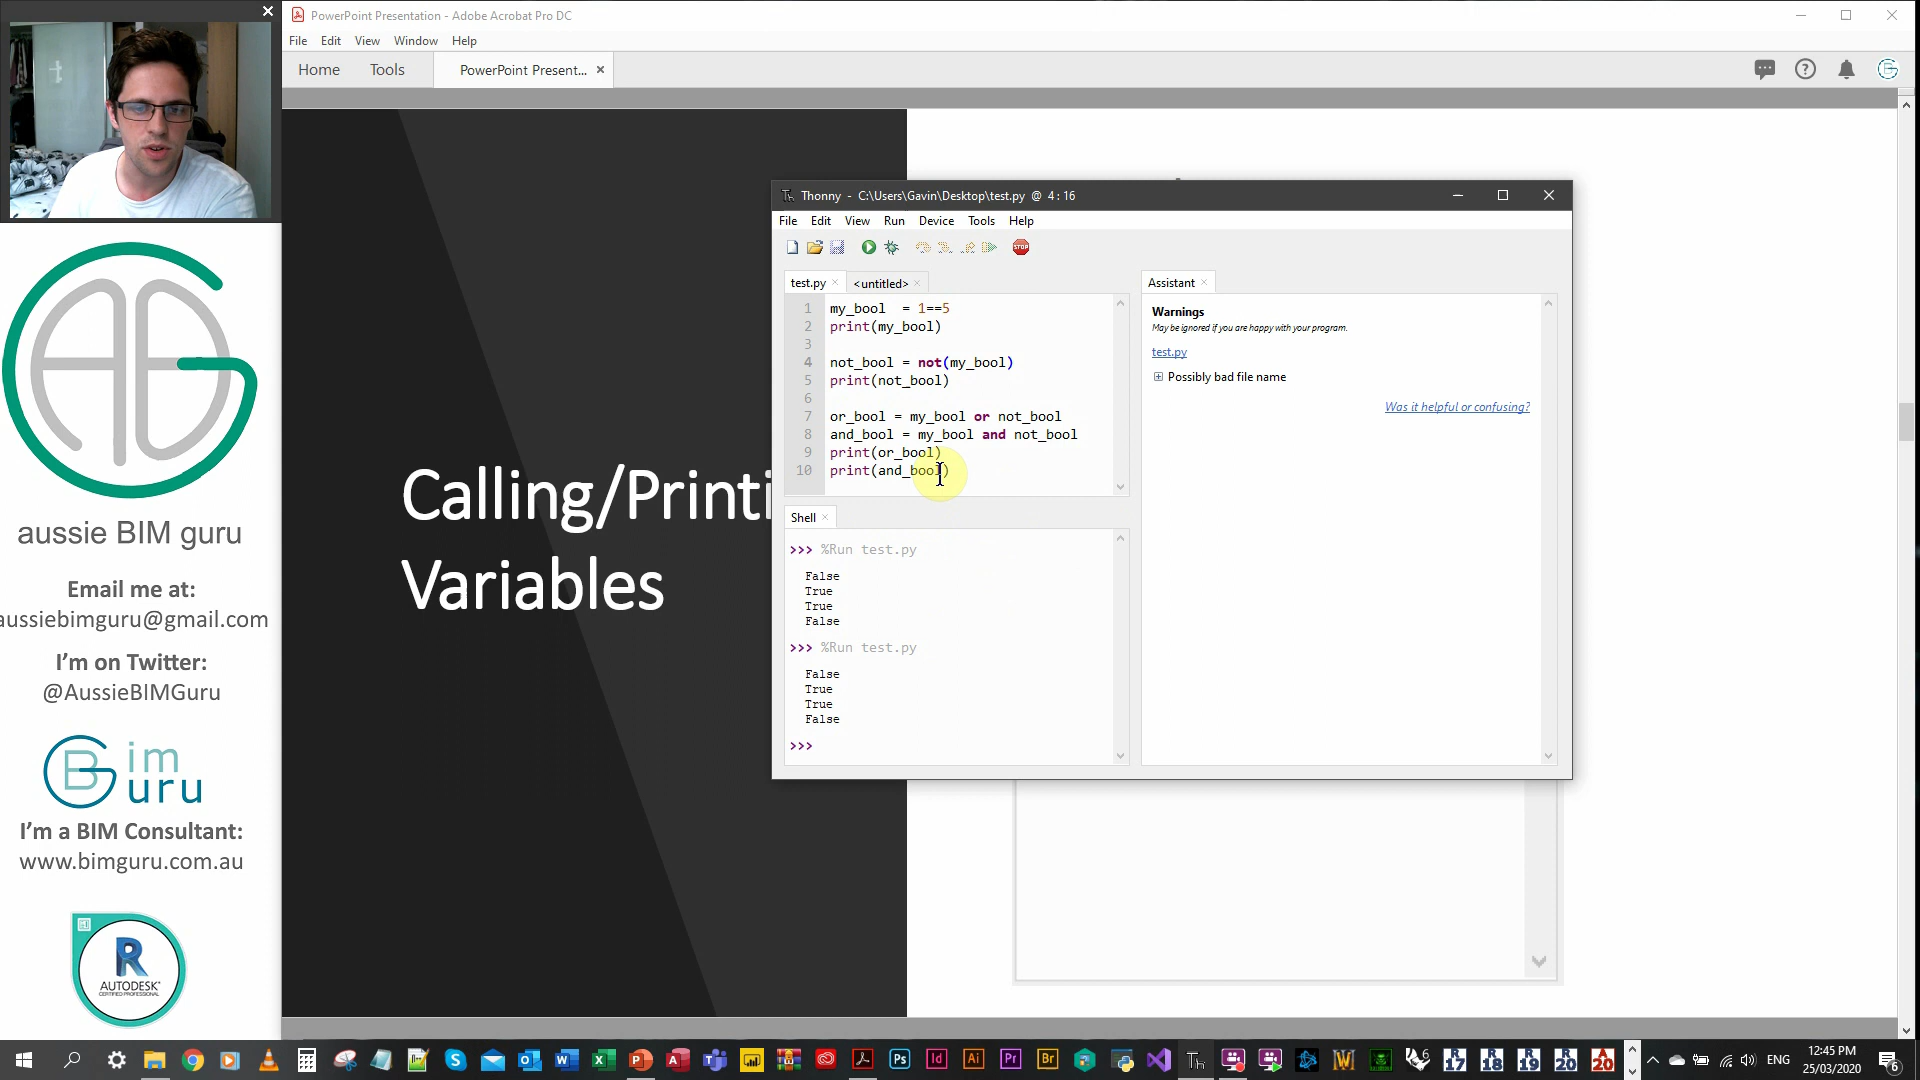 PowerPoint Presentation - Adobe Acrobat Pro DC
File Edit View Window Help
Home Tools PowerPoint Present...
Calling/Printi
Variables
aussie BIM guru
Email me at:
aussiebimguru@gmail.com
I'm on Twitter:
@AussieBIMGuru
im
uru
I'm a BIM Consultant:
www.bimguru.com.au
R
AUTODESK
CERTIFIED PROFESSIONAL
Thonny - C:\Users\Gavin\Desktop\test.py @ 4:16
File Edit View Run Device Tools Help
STOP
test.py <untitled>
1 my_bool  = 1==5
2 print(my_bool)
3
4 not_bool = not(my_bool)
5 print(not_bool)
6
7 or_bool = my_bool or not_bool
8 and_bool = my_bool and not_bool
9 print(or_bool)
10 print(and_bool)
Shell
>>> %Run test.py
False
True
True
False
>>> %Run test.py
False
True
True
False
>>>
Assistant
Warnings
May be ignored if you are happy with your program.
test.py
Possibly bad file name
Was it helpful or confusing?
ENG
12:45 PM
25/03/2020